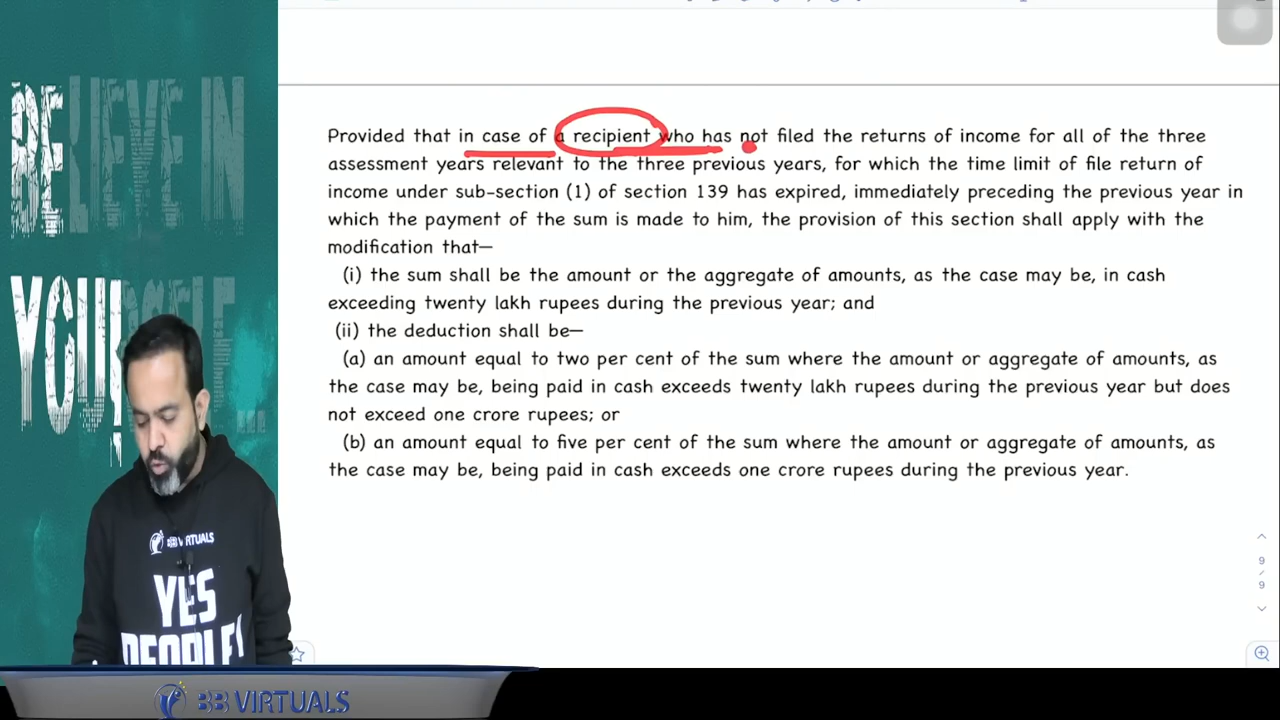 BELIEVE IN
YOURSELF
Provided that in case of a recipient who has not filed the returns of income for all of the three
assessment years relevant to the three previous years, for which the time limit of file return of
income under sub-section (1) of section 139 has expired, immediately preceding the previous year in
which the payment of the sum is made to him, the provision of this section shall apply with the
modification that—
(i) the sum shall be the amount or the aggregate of amounts, as the case may be, in cash
exceeding twenty lakh rupees during the previous year; and
(ii) the deduction shall be—
(a) an amount equal to two per cent of the sum where the amount or aggregate of amounts, as
the case may be, being paid in cash exceeds twenty lakh rupees during the previous year but does
not exceed one crore rupees; or
(b) an amount equal to five per cent of the sum where the amount or aggregate of amounts, as
the case may be, being paid in cash exceeds one crore rupees during the previous year.
9
/
9
BB VIRTUALS
YES
PEOPLE!
BB VIRTUALS